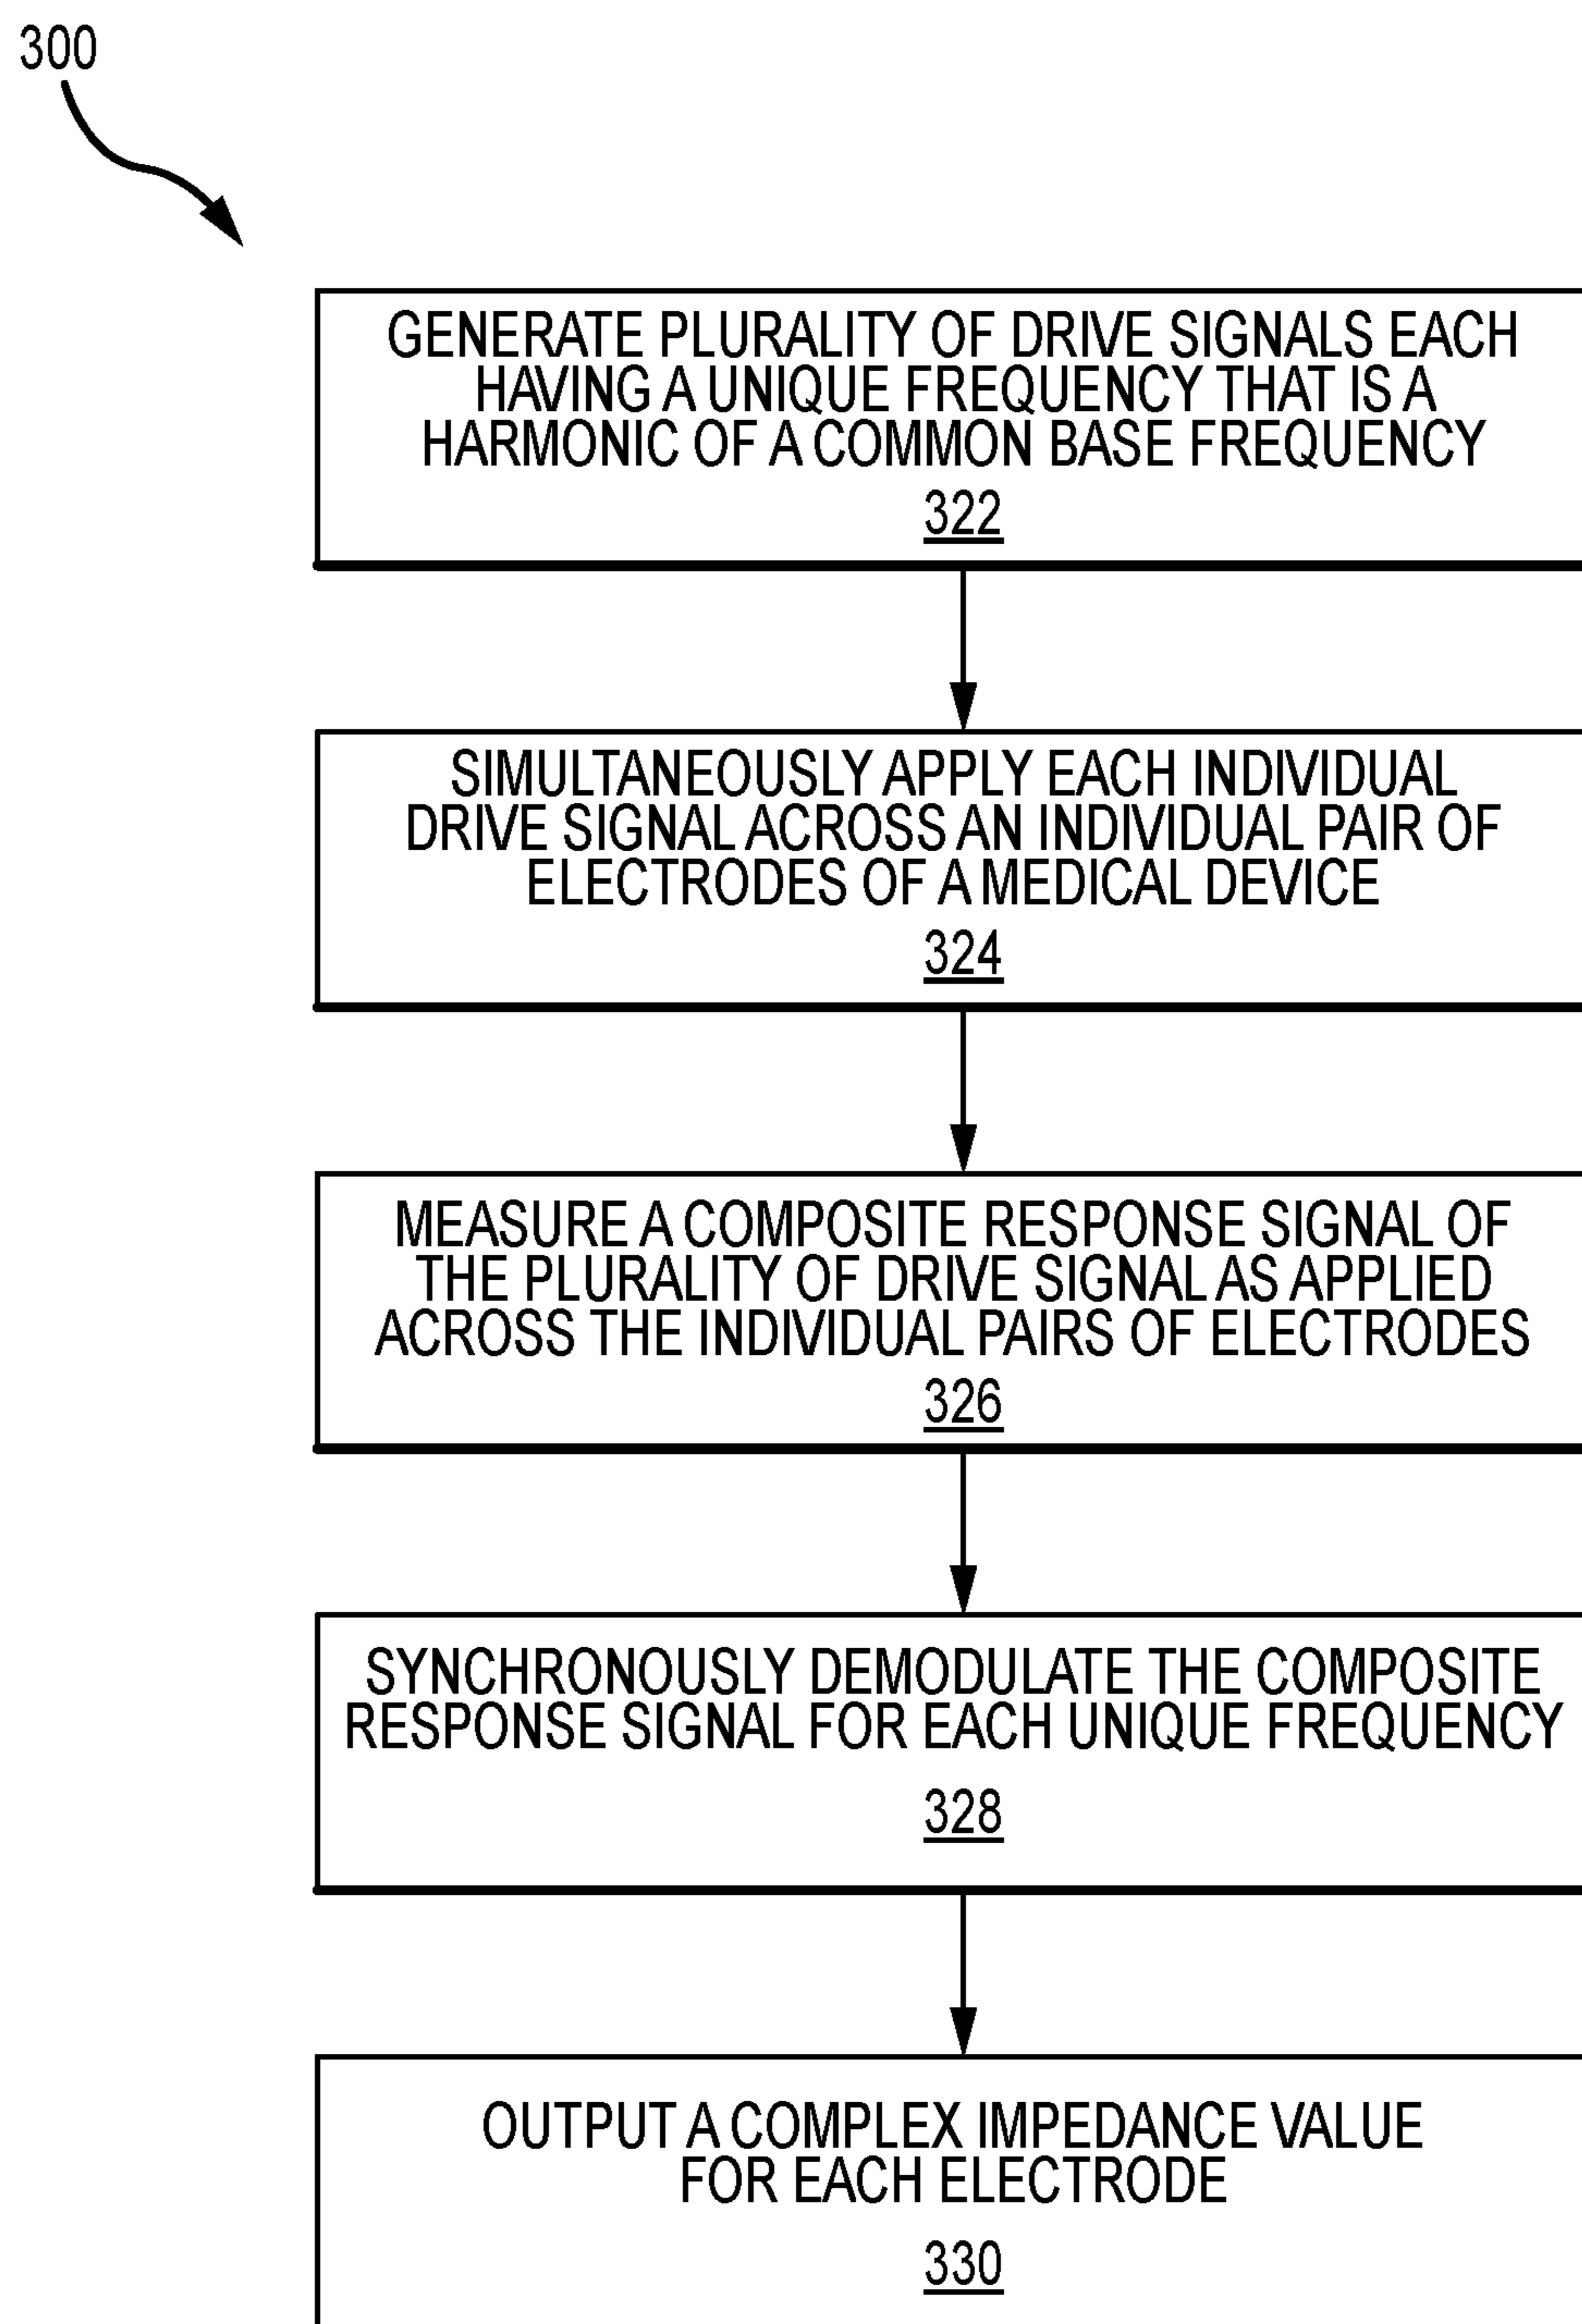 300
GENERATE PLURALITY OF DRIVE SIGNALS EACH
HAVING A UNIQUE FREQUENCY THAT IS A
HARMONIC OF A COMMON BASE FREQUENCY
322
SIMULTANEOUSLY APPLY EACH INDIVIDUAL
DRIVE SIGNAL ACROSS AN INDIVIDUAL PAIR OF
ELECTRODES OF A MEDICAL DEVICE
324
MEASURE A COMPOSITE RESPONSE SIGNAL OF
THE PLURALITY OF DRIVE SIGNAL AS APPLIED
ACROSS THE INDIVIDUAL PAIRS OF ELECTRODES
326
SYNCHRONOUSLY DEMODULATE THE COMPOSITE
RESPONSE SIGNAL FOR EACH UNIQUE FREQUENCY
328
OUTPUT A COMPLEX IMPEDANCE VALUE
FOR EACH ELECTRODE
330